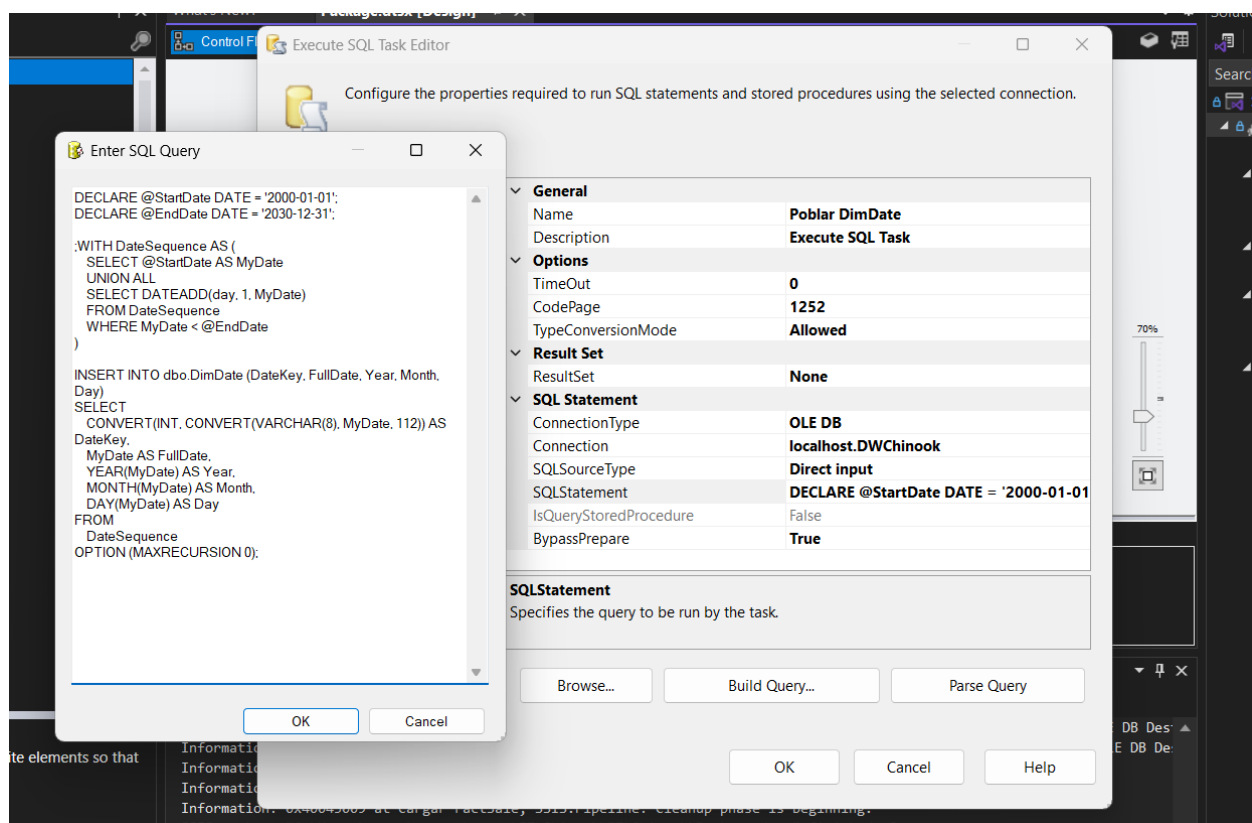 Package.dtsx [Design]
Control Fl
Execute SQL Task Editor
Searc
Configure the properties required to run SQL statements and stored procedures using the selected connection.
Enter SQL Query
DECLARE @StartDate DATE = '2000-01-01';
DECLARE @EndDate DATE = '2030-12-31';
;WITH DateSequence AS (
SELECT @StartDate AS MyDate
UNION ALL
SELECT DATEADD(day, 1, MyDate)
FROM DateSequence
WHERE MyDate < @EndDate
)
INSERT INTO dbo.DimDate (DateKey, FullDate, Year, Month,
Day)
SELECT
CONVERT(INT, CONVERT(VARCHAR(8), MyDate, 112)) AS
DateKey,
MyDate AS FullDate,
YEAR(MyDate) AS Year,
MONTH(MyDate) AS Month,
DAY(MyDate) AS Day
FROM
DateSequence
OPTION (MAXRECURSION 0);
OK
Cancel
General
Name Poblar DimDate
Description Execute SQL Task
Options
TimeOut 0
CodePage 1252
TypeConversionMode Allowed
Result Set
ResultSet None
SQL Statement
ConnectionType OLE DB
Connection localhost.DWChinook
SQLSourceType Direct input
SQLStatement DECLARE @StartDate DATE = '2000-01-01
IsQueryStoredProcedure False
BypassPrepare True
SQLStatement
Specifies the query to be run by the task.
Browse...
Build Query...
Parse Query
OK
Cancel
Help
70%
ite elements so that
DB Des
E DB De
Informatio
Informatic
Informatic
Information: